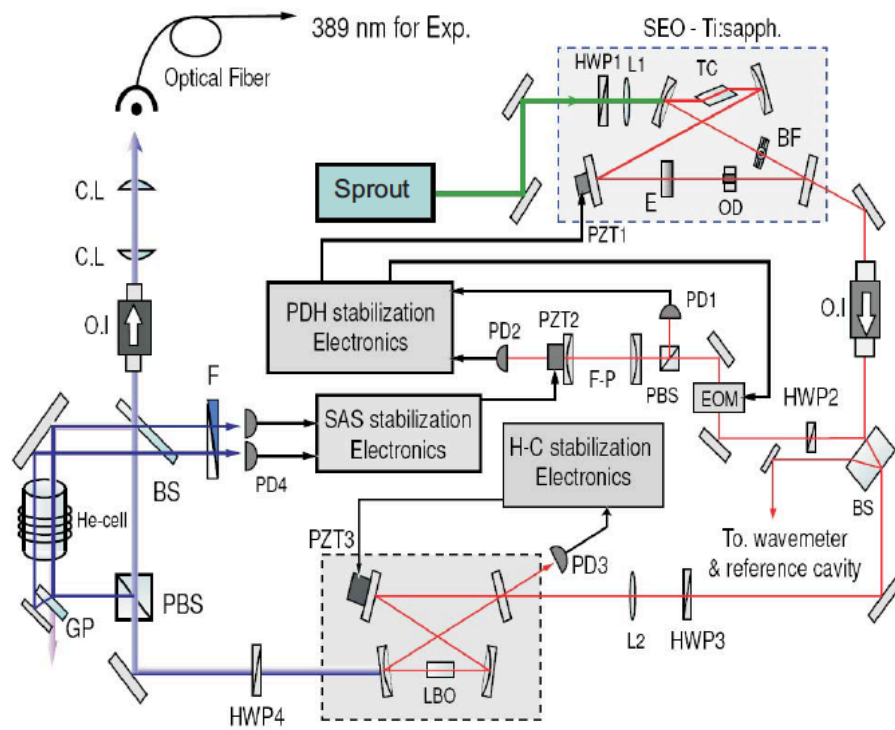 389 nm for Exp.
SEO - Ti:sapph.
Optical Fiber
HWP1
L1
TC
BF
Sprout
E
OD
C.L
PZT1
C.L
PD1
O.I
PDH stabilization
Electronics
PD2
PZT2
O.I
F-P
PBS
EOM
HWP2
F
SAS stabilization
Electronics
H-C stabilization
Electronics
BS
PD4
BS
He-cell
To. wavemeter
& reference cavity
PZT3
PD3
PBS
GP
L2
HWP3
LBO
HWP4